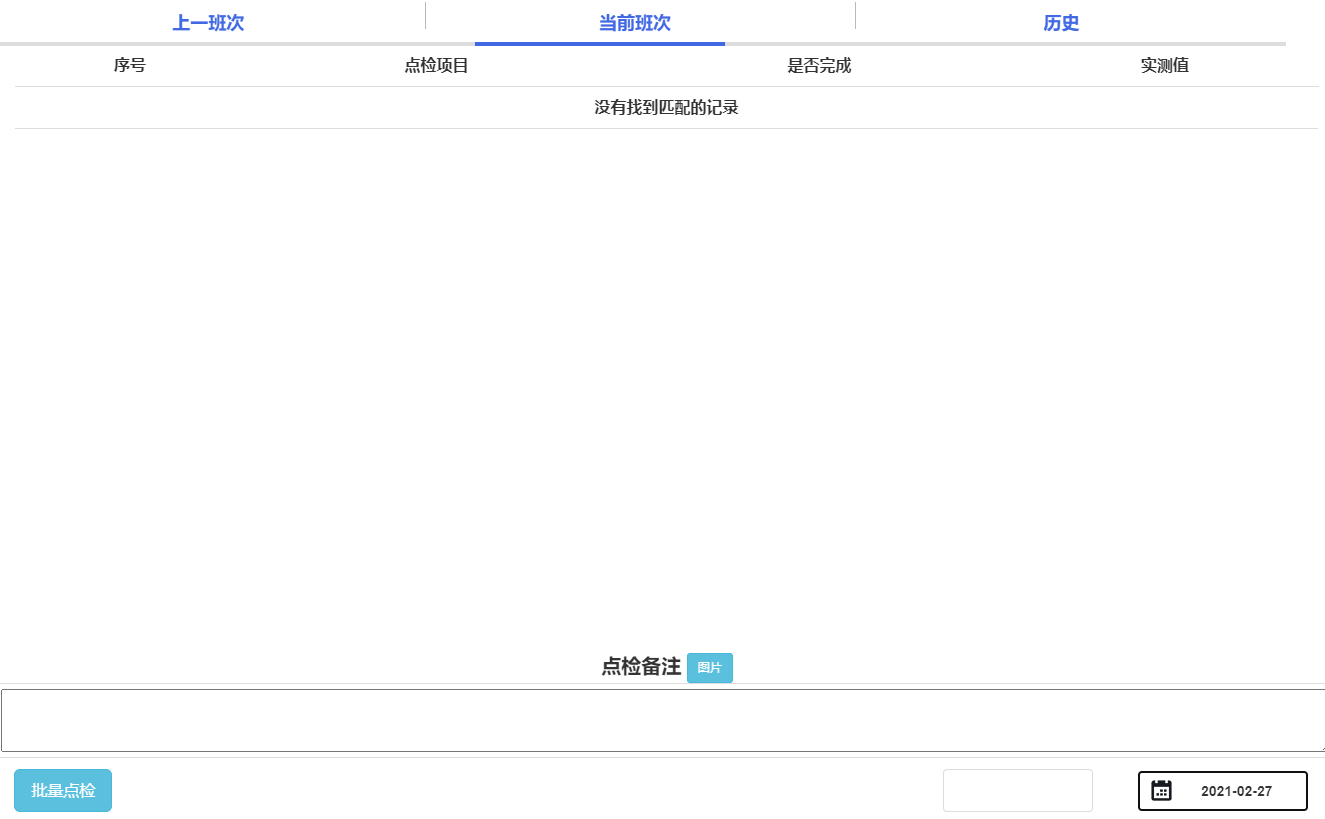 上一班次 当前班次 历史
序号 点检项目 是否完成 实测值
没有找到匹配的记录
点检备注 图片
批量点检 2021-02-27